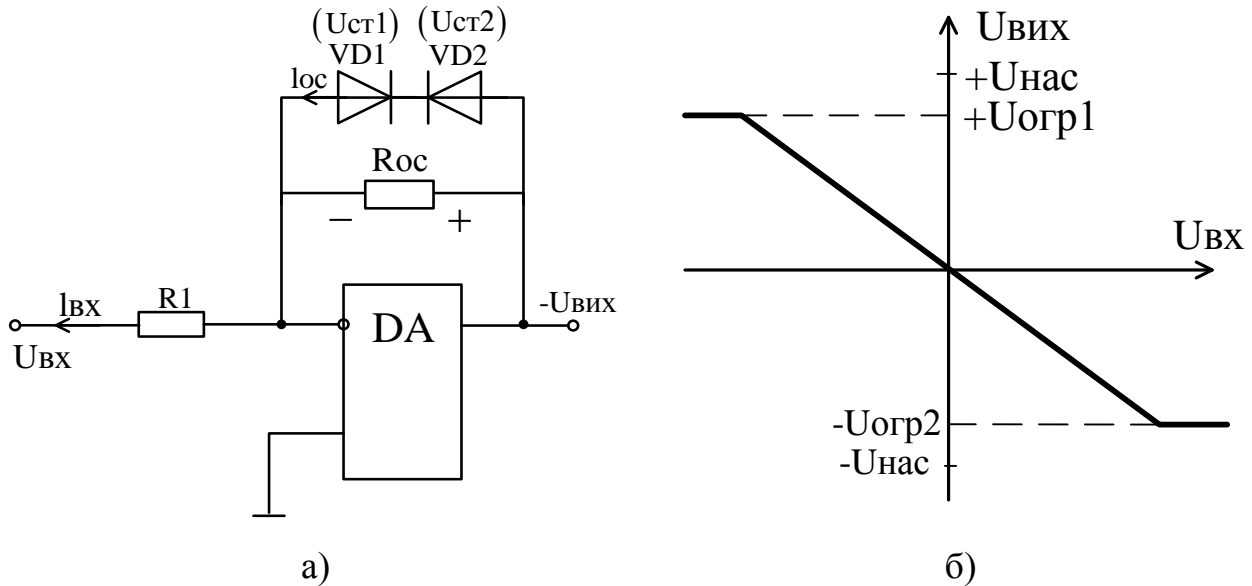 (Uст1) (Uст2)
VD1 VD2
Iос
Rос
− +
Iвх R1
Uвх
DA
-Uвих
а)
Uвих
+Uнас
+Uогр1
Uвх
-Uогр2
-Uнас
б)